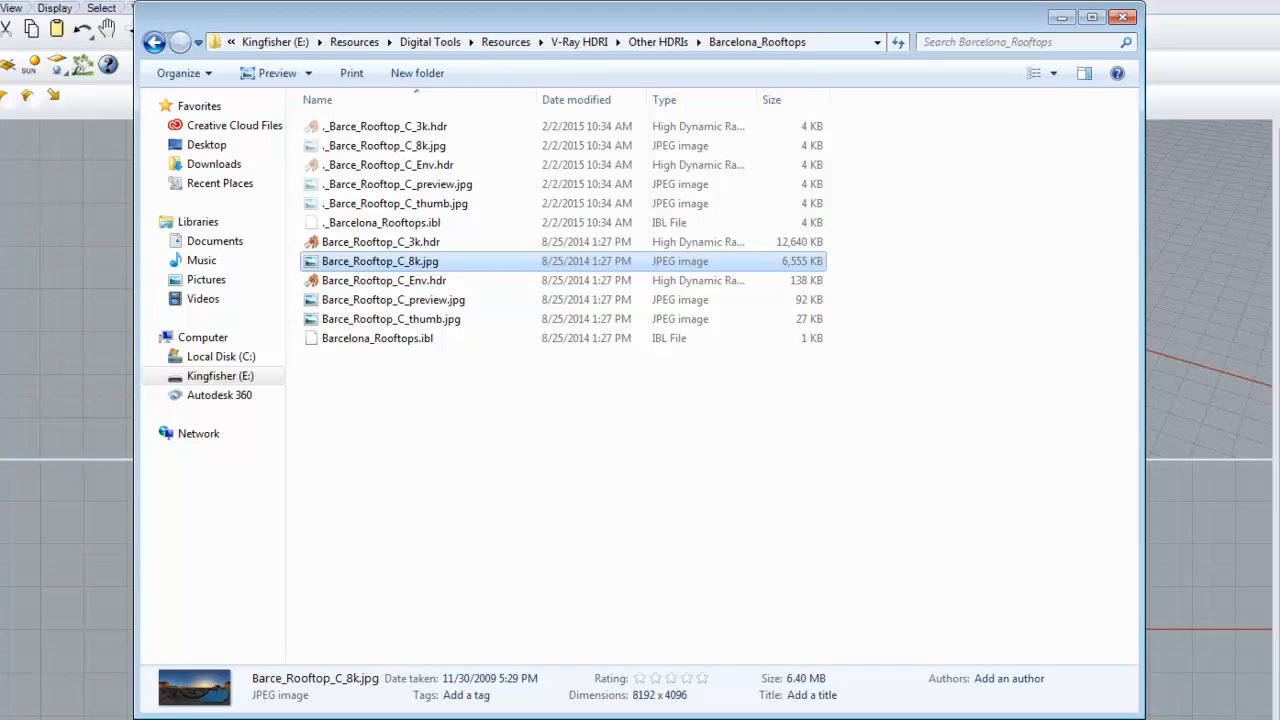 View Display Select
SUN
« Kingfisher (E:) Resources Digital Tools Resources V-Ray HDRI Other HDRIs Barcelona_Rooftops
Search Barcelona_Rooftops
Organize Preview Print New folder
Name Date modified Type Size
Favorites
Creative Cloud Files
Desktop
Downloads
Recent Places
Libraries
Documents
Music
Pictures
Videos
Computer
Local Disk (C:)
Kingfisher (E:)
Autodesk 360
Network
._Barce_Rooftop_C_3k.hdr 2/2/2015 10:34 AM High Dynamic Ra... 4 KB
._Barce_Rooftop_C_8k.jpg 2/2/2015 10:34 AM JPEG image 4 KB
._Barce_Rooftop_C_Env.hdr 2/2/2015 10:34 AM High Dynamic Ra... 4 KB
._Barce_Rooftop_C_preview.jpg 2/2/2015 10:34 AM JPEG image 4 KB
._Barce_Rooftop_C_thumb.jpg 2/2/2015 10:34 AM JPEG image 4 KB
._Barcelona_Rooftops.ibl 2/2/2015 10:34 AM IBL File 4 KB
Barce_Rooftop_C_3k.hdr 8/25/2014 1:27 PM High Dynamic Ra... 12,640 KB
Barce_Rooftop_C_8k.jpg 8/25/2014 1:27 PM JPEG image 6,555 KB
Barce_Rooftop_C_Env.hdr 8/25/2014 1:27 PM High Dynamic Ra... 138 KB
Barce_Rooftop_C_preview.jpg 8/25/2014 1:27 PM JPEG image 92 KB
Barce_Rooftop_C_thumb.jpg 8/25/2014 1:27 PM JPEG image 27 KB
Barcelona_Rooftops.ibl 8/25/2014 1:27 PM IBL File 1 KB
Barce_Rooftop_C_8k.jpg Date taken: 11/30/2009 5:29 PM Rating: Size: 6.40 MB Authors: Add an author
JPEG image Tags: Add a tag Dimensions: 8192 x 4096 Title: Add a title